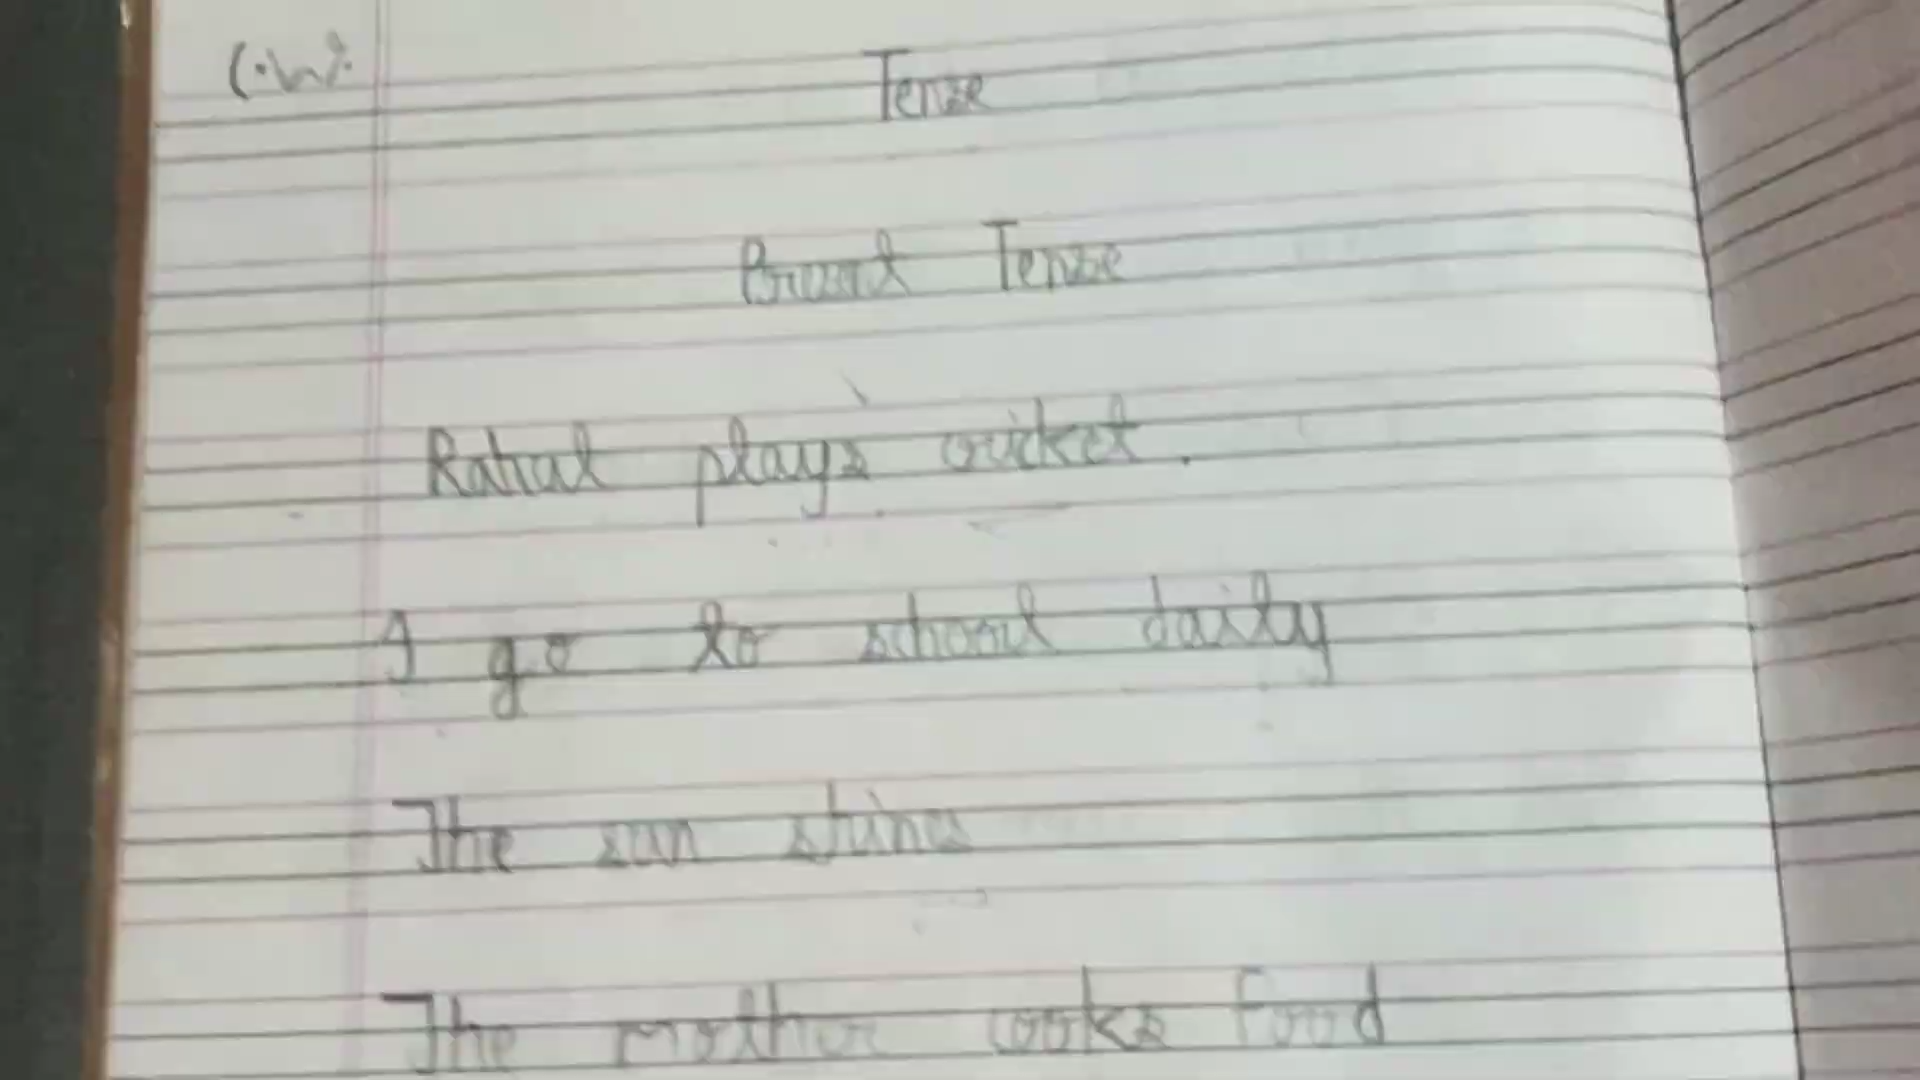 C.W.
Tense
Present Tense
Rahul plays cricket.
I go to school daily
The sun shines
The mother cooks food